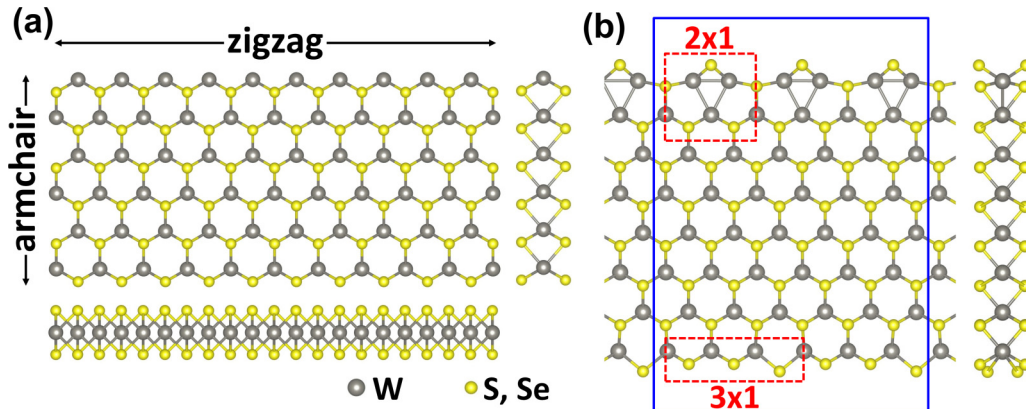 (a)
zigzag
armchair
W
S, Se
(b)
2x1
3x1